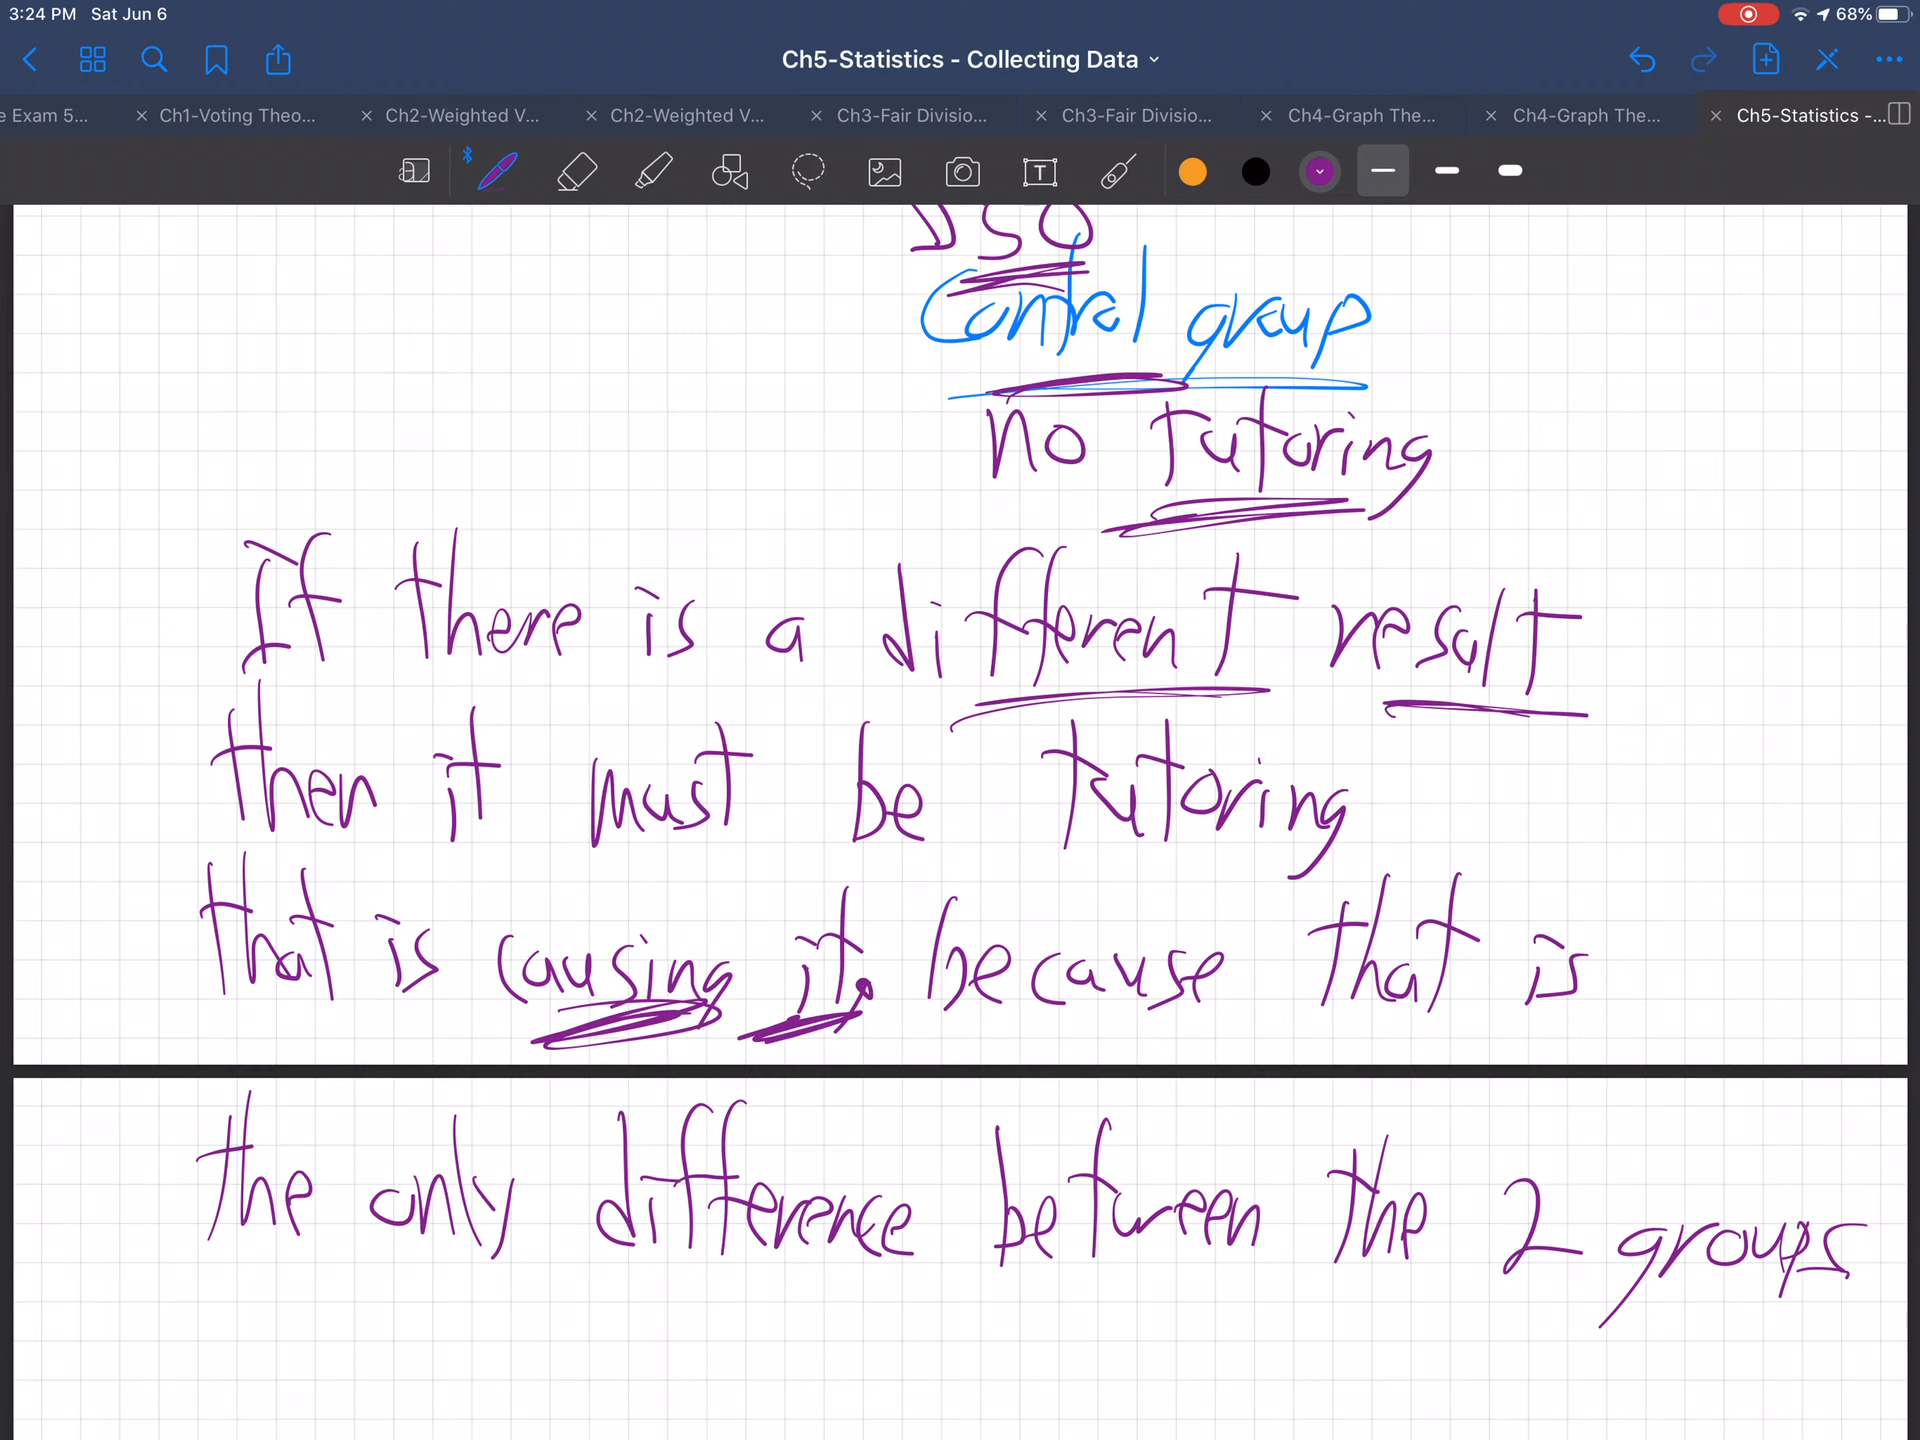 3:24 PM Sat Jun 6 68%
Ch5-Statistics - Collecting Data
e Exam 5... Ch1-Voting Theo... Ch2-Weighted V... Ch2-Weighted V... Ch3-Fair Divisio... Ch3-Fair Divisio... Ch4-Graph The... Ch4-Graph The... Ch5-Statistics -...
T
Control group
no tutoring
If there is a different result
then it must be tutoring
that is causing it. because that is
the only difference between the 2 groups